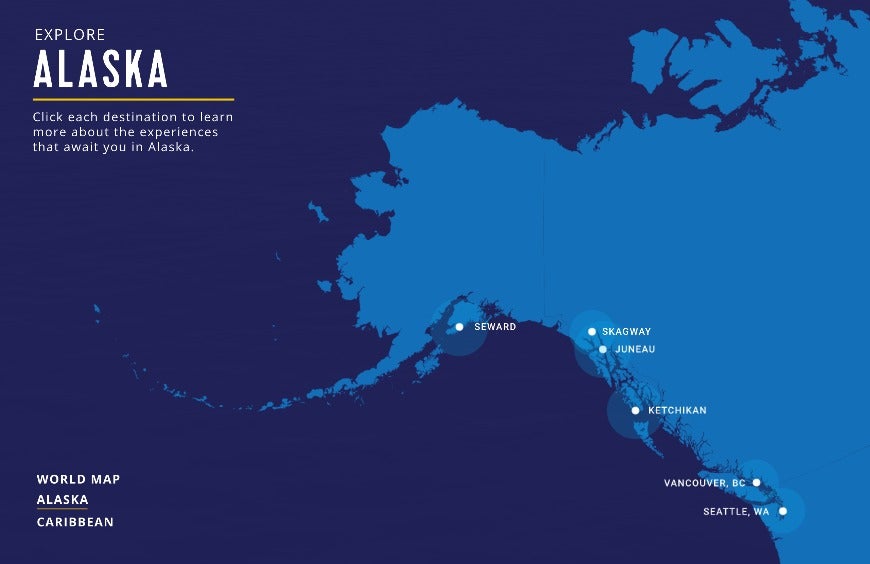 EXPLORE
ALASKA
Click each destination to learn
more about the experiences
that await you in Alaska.
SEWARD
SKAGWAY
JUNEAU
KETCHIKAN
VANCOUVER, BC
SEATTLE, WA
WORLD MAP
ALASKA
CARIBBEAN